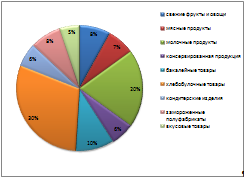 свежие фрукты и овощи
мясные продукты
молочные продукты
консервированная продукция
бакалейные товары
хлебобулочные товары
кондитерские изделия
замороженные
полуфабрикаты
вкусовые товары
5%
8%
7%
8%
20%
6%
30%
6%
10%